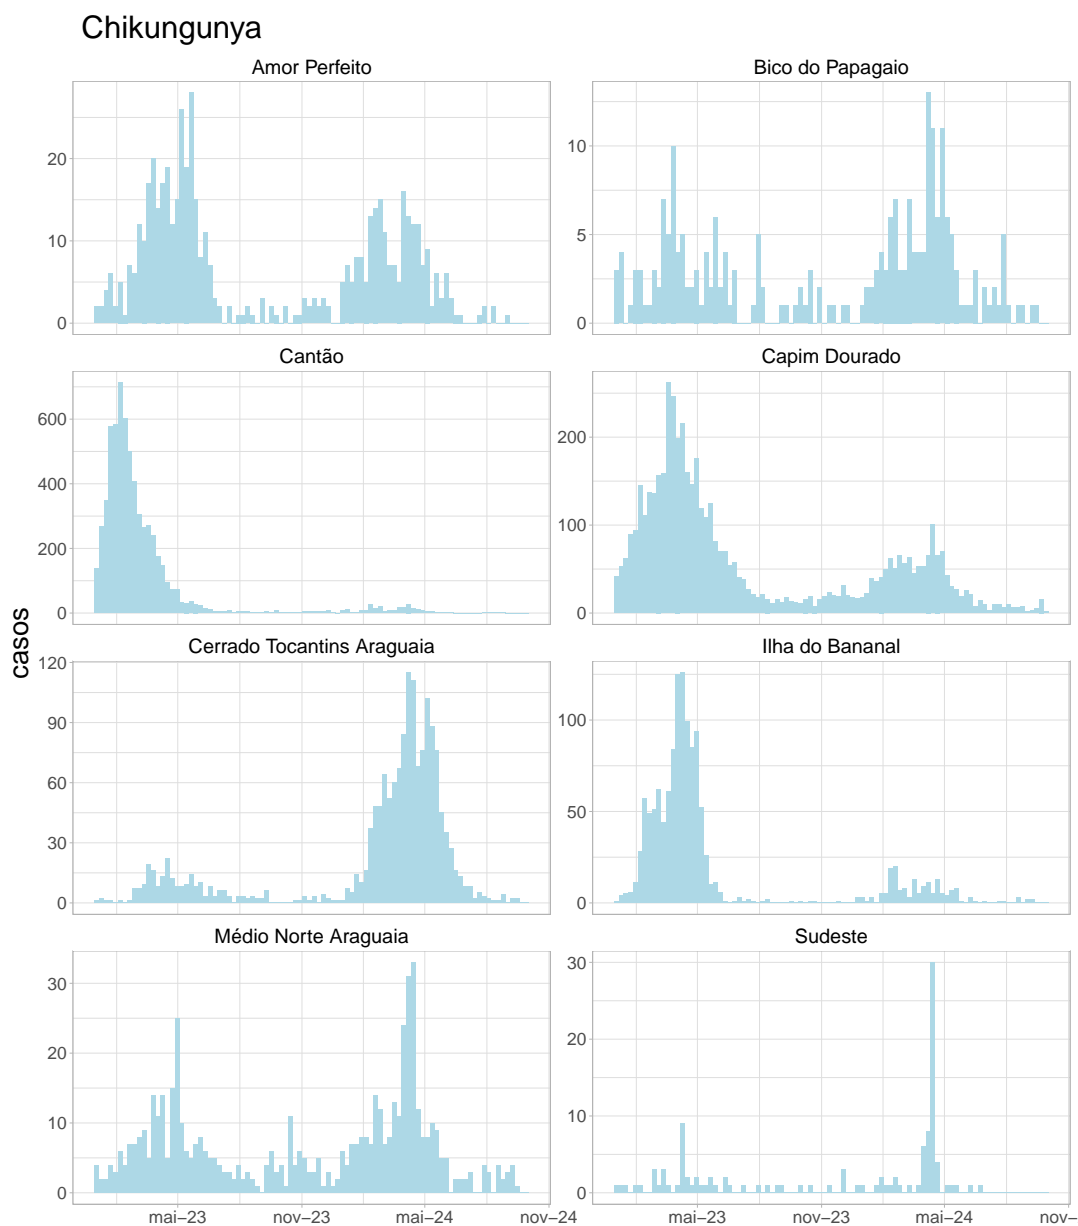 Chikungunya
Amor Perfeito
Bico do Papagaio
20
10
0
10
5
0
Cantão
Capim Dourado
600
400
200
0
200
100
0
casos
Cerrado Tocantins Araguaia
Ilha do Bananal
120
90
60
30
0
100
50
0
Médio Norte Araguaia
Sudeste
30
20
10
0
30
20
10
0
mai–23 nov–23 mai–24 nov–24
mai–23 nov–23 mai–24 nov–